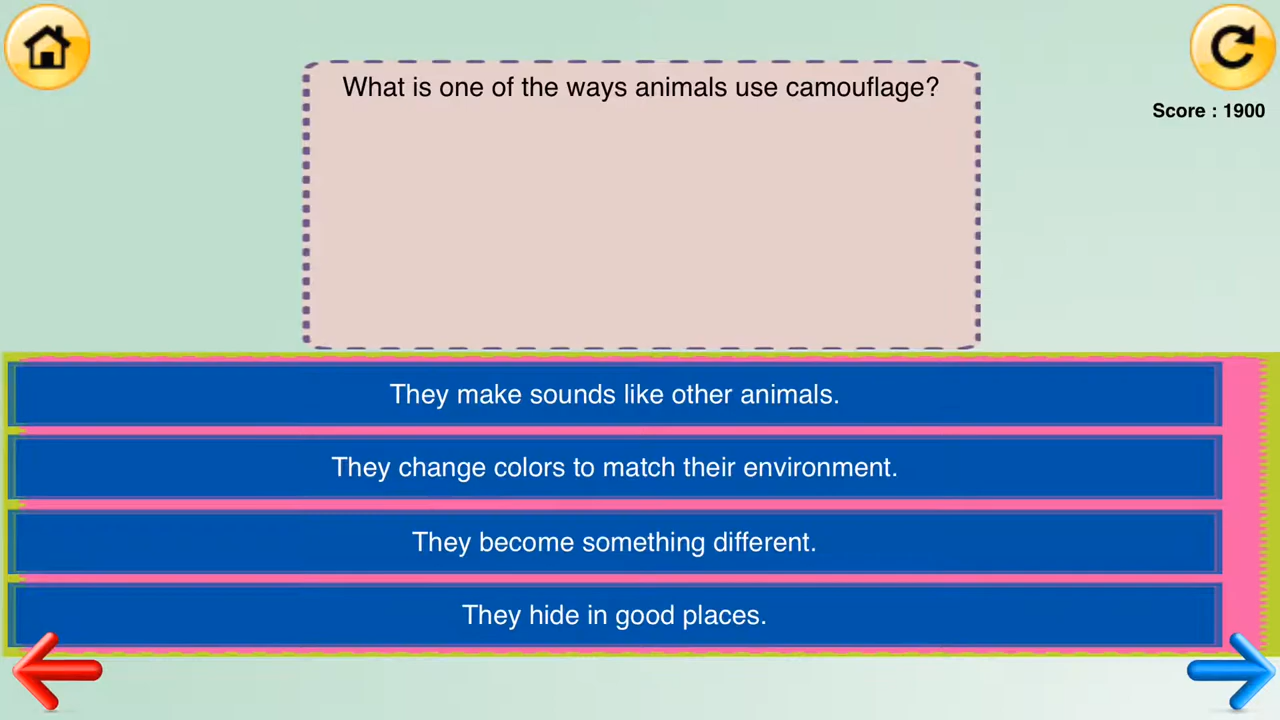 What is one of the ways animals use camouflage?
Score : 1900
They make sounds like other animals.
They change colors to match their environment.
They become something different.
They hide in good places.